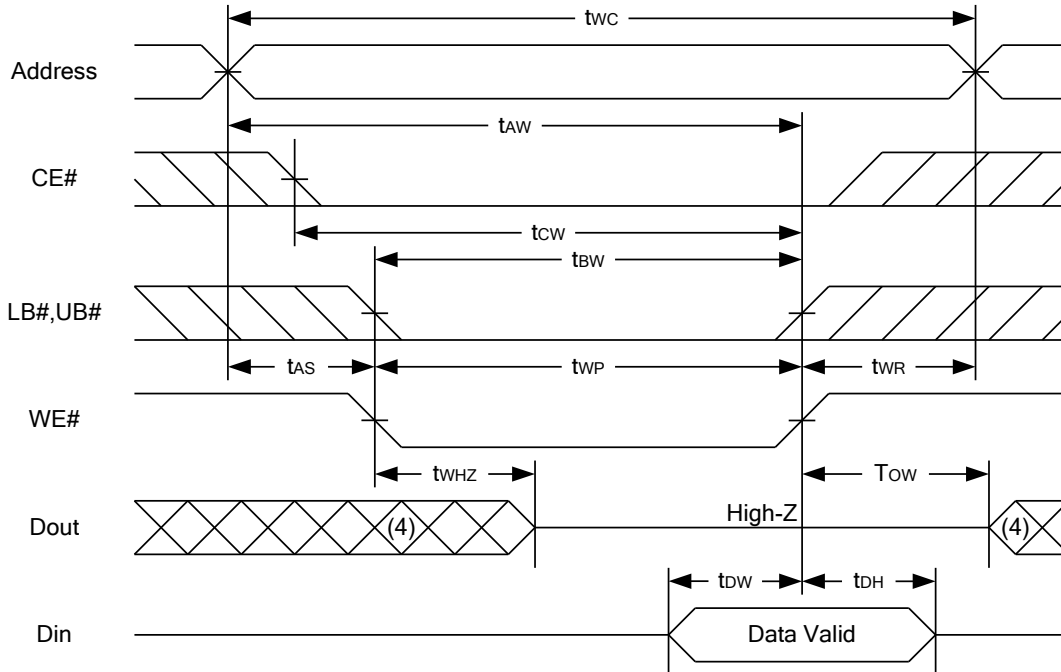 tWC
Address
tAW
CE#
tCW
tBW
LB#,UB#
tAS
tWP
tWR
WE#
tWHZ
TOW
Dout
(4)
High-Z
(4)
tDW
tDH
Din
Data Valid